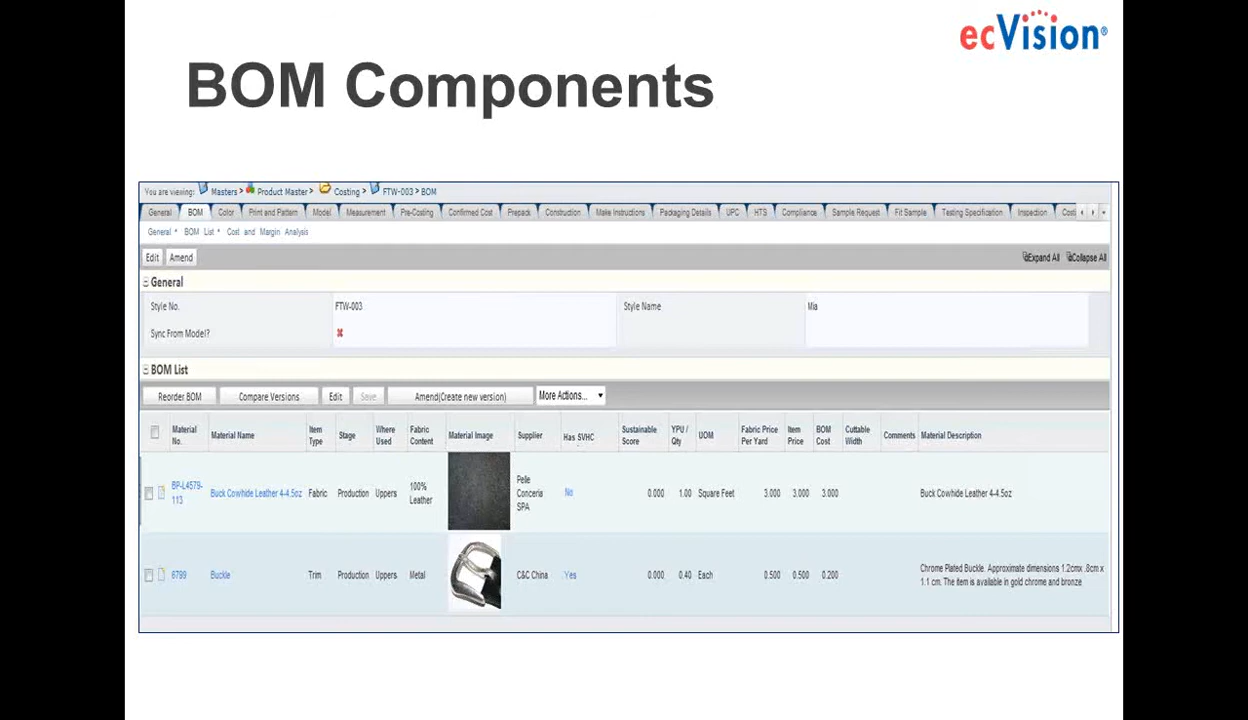 ecVision®
BOM Components
You are viewing: Masters > Product Master > Costing > FTW-003 > BOM
General BOM Color Print and Pattern Model Measurement Pre-Costing Confirmed Cost Prepack Construction Make Instructions Packaging Details UPC HTS Compliance Sample Request Fit Sample Testing Specification Inspection Costi
General • BOM List • Cost and Margin Analysis
Edit Amend Expand All Collapse All
General
Style No. FTW-003 Style Name Mia
Sync From Model?
BOM List
Reorder BOM Compare Versions Edit Save Amend(Create new version) More Actions...
Material No. Material Name Item Type Stage Where Used Fabric Content Material Image Supplier Has SVHC Sustainable Score YPU / Qty UOM Fabric Price Per Yard Item Price BOM Cost Cuttable Width Comments Material Description
BP-L4579-113 Buck Cowhide Leather 4-4.5oz Fabric Production Uppers 100% Leather Pelle Conceria SPA No 0.000 1.00 Square Feet 3.000 3.000 3.000 Buck Cowhide Leather 4-4.5oz
6799 Buckle Trim Production Uppers Metal C&C China Yes 0.000 0.40 Each 0.500 0.500 0.200 Chrome Plated Buckle. Approximate dimensions 1.2cmx .8cm x
1.1 cm. The item is available in gold chrome and bronze